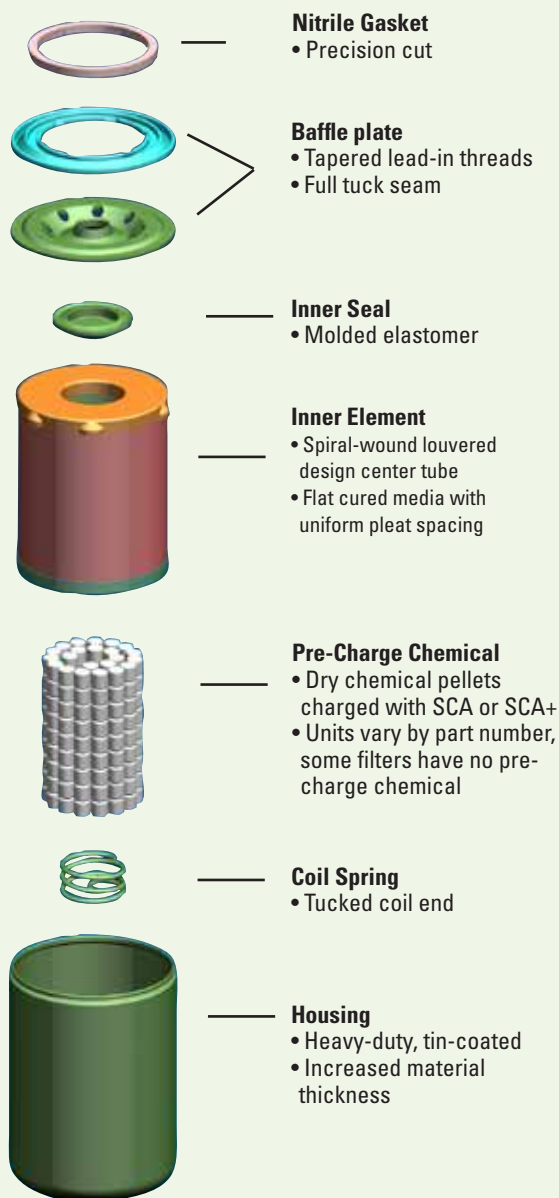 Nitrile Gasket
• Precision cut
Baffle plate
• Tapered lead-in threads
• Full tuck seam
Inner Seal
• Molded elastomer
Inner Element
• Spiral-wound louvered
design center tube
• Flat cured media with
uniform pleat spacing
Pre-Charge Chemical
• Dry chemical pellets
charged with SCA or SCA+
• Units vary by part number,
some filters have no pre-
charge chemical
Coil Spring
• Tucked coil end
Housing
• Heavy-duty, tin-coated
• Increased material
thickness